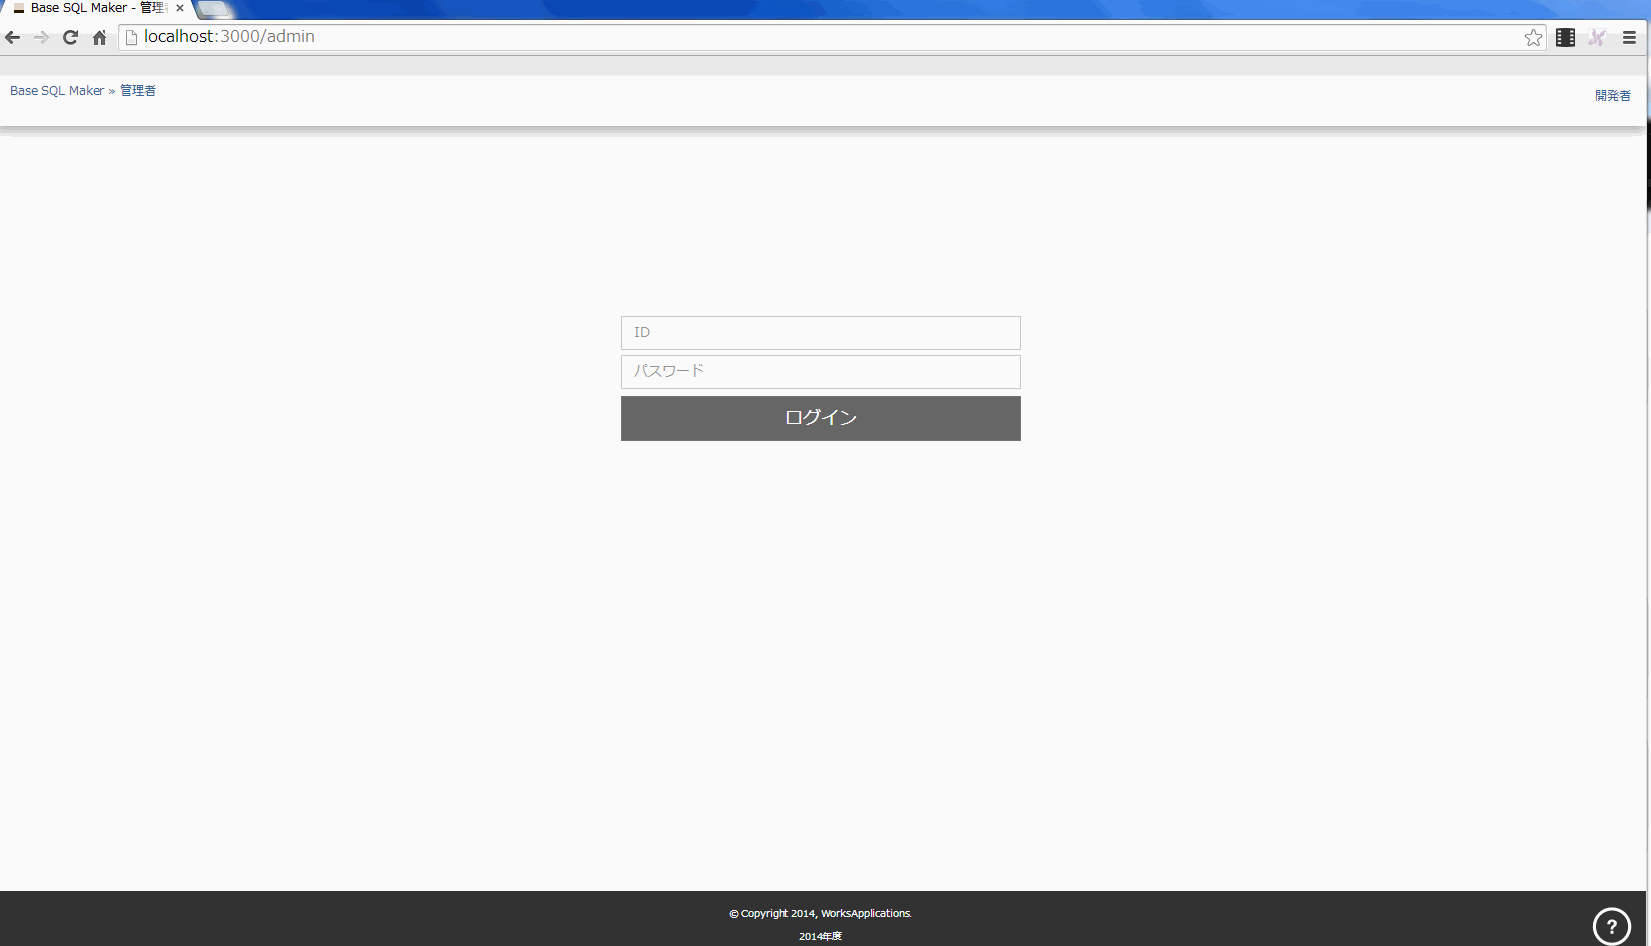 Base SQL Maker - 管理
localhost:3000/admin
Base SQL Maker » 管理者
開発者
ID
パスワード
ログイン
© Copyright 2014, WorksApplications.
2014年度
?